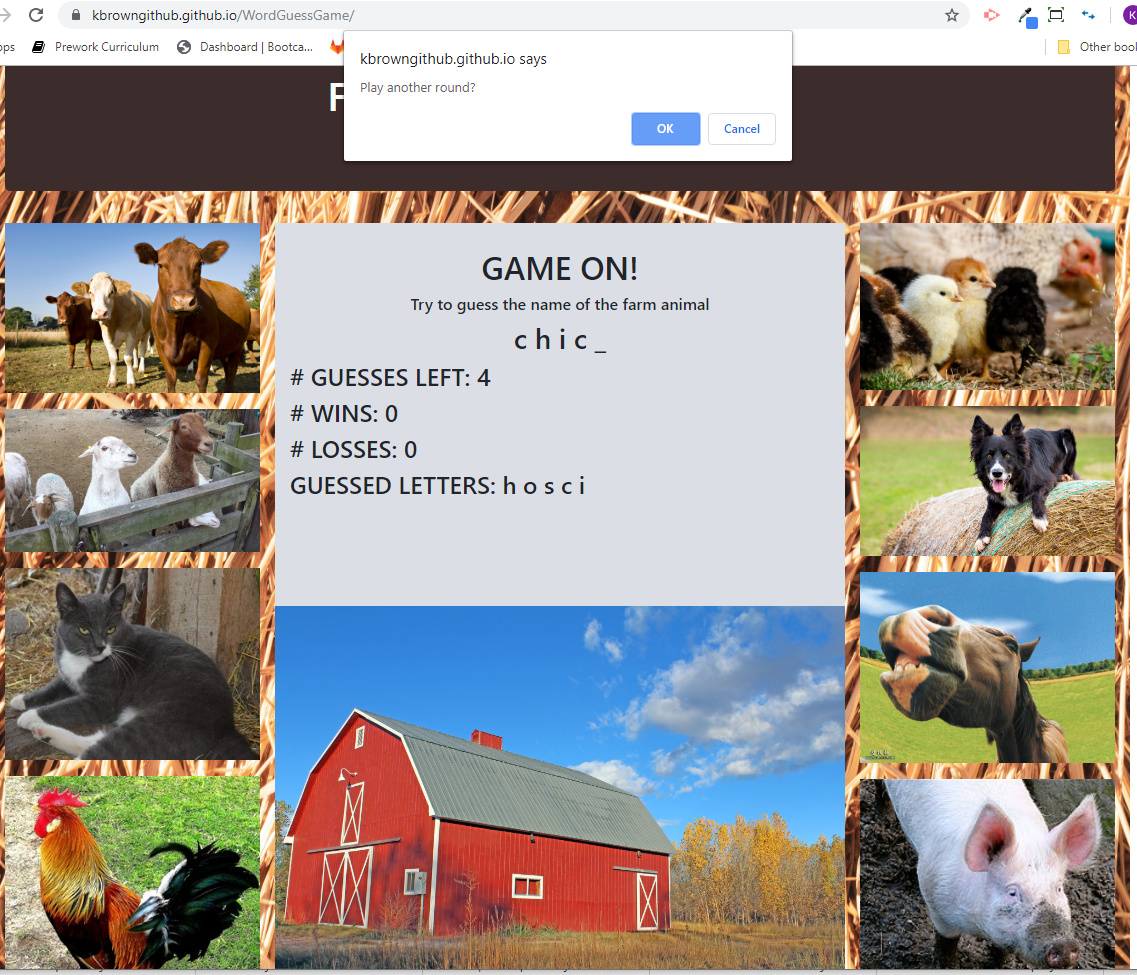 kbrowngithub.github.io/WordGuessGame/
K
ops Prework Curriculum Dashboard | Bootca... Other book
kbrowngithub.github.io says
Play another round?
OK Cancel
F
GAME ON!
Try to guess the name of the farm animal
c h i c _
# GUESSES LEFT: 4
# WINS: 0
# LOSSES: 0
GUESSED LETTERS: h o s c i